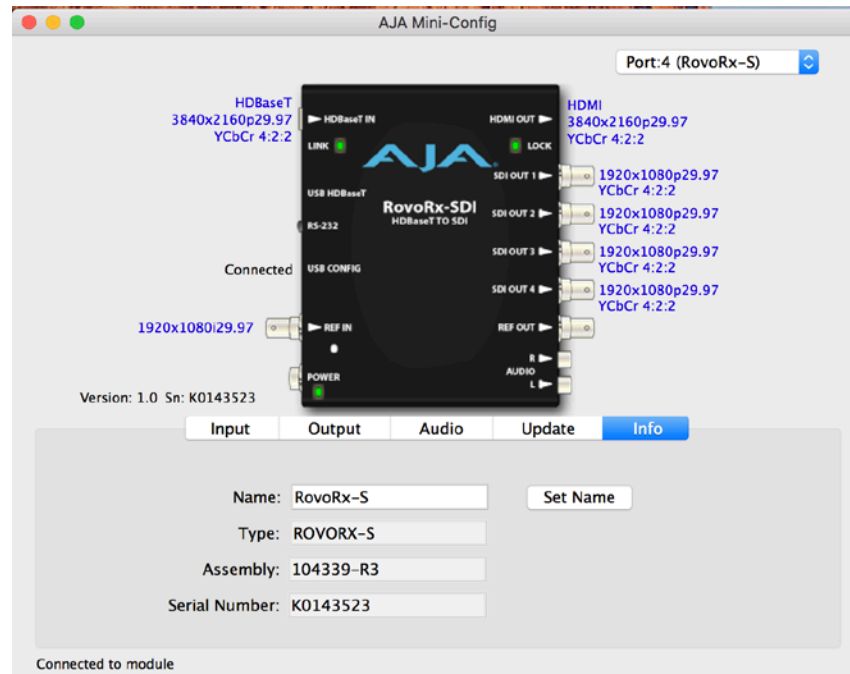 AJA Mini-Config
Port:4 (RovoRx-S)
HDBaseT
3840x2160p29.97
YCbCr 4:2:2
HDBaseT IN
LINK
USB HDBaseT
RS-232
Connected
USB CONFIG
1920x1080i29.97
REF IN
POWER
Version: 1.0 Sn: K0143523
AJA
RovoRx-SDI
HDBaseT TO SDI
HDMI OUT
LOCK
HDMI
3840x2160p29.97
YCbCr 4:2:2
SDI OUT 1
1920x1080p29.97
YCbCr 4:2:2
SDI OUT 2
1920x1080p29.97
YCbCr 4:2:2
SDI OUT 3
1920x1080p29.97
YCbCr 4:2:2
SDI OUT 4
1920x1080p29.97
YCbCr 4:2:2
REF OUT
R
AUDIO
L
Input Output Audio Update Info
Name: RovoRx-S Set Name
Type: ROVORX-S
Assembly: 104339-R3
Serial Number: K0143523
Connected to module